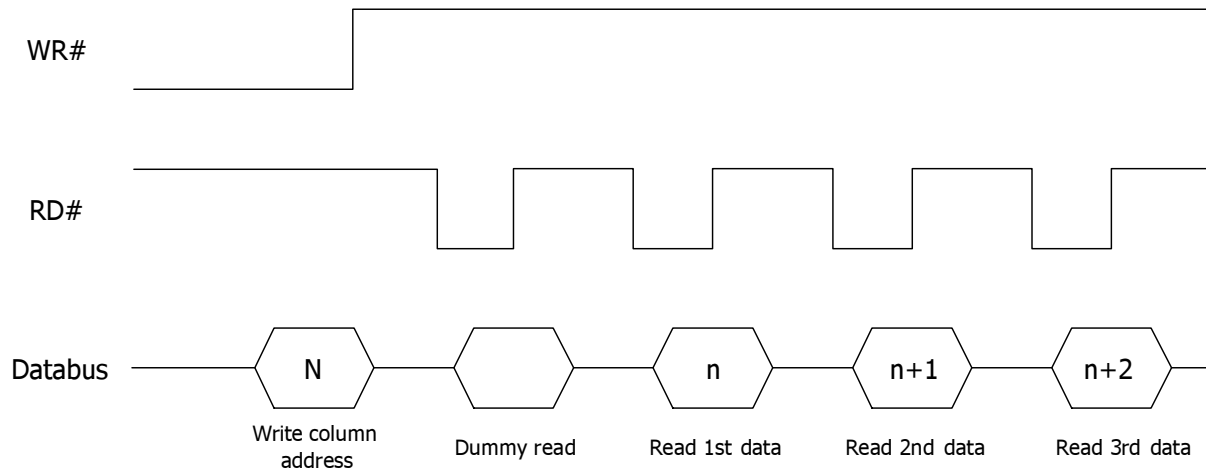 WR#
RD#
Databus
N
n
n+1
n+2
Write column
address
Dummy read
Read 1st data
Read 2nd data
Read 3rd data